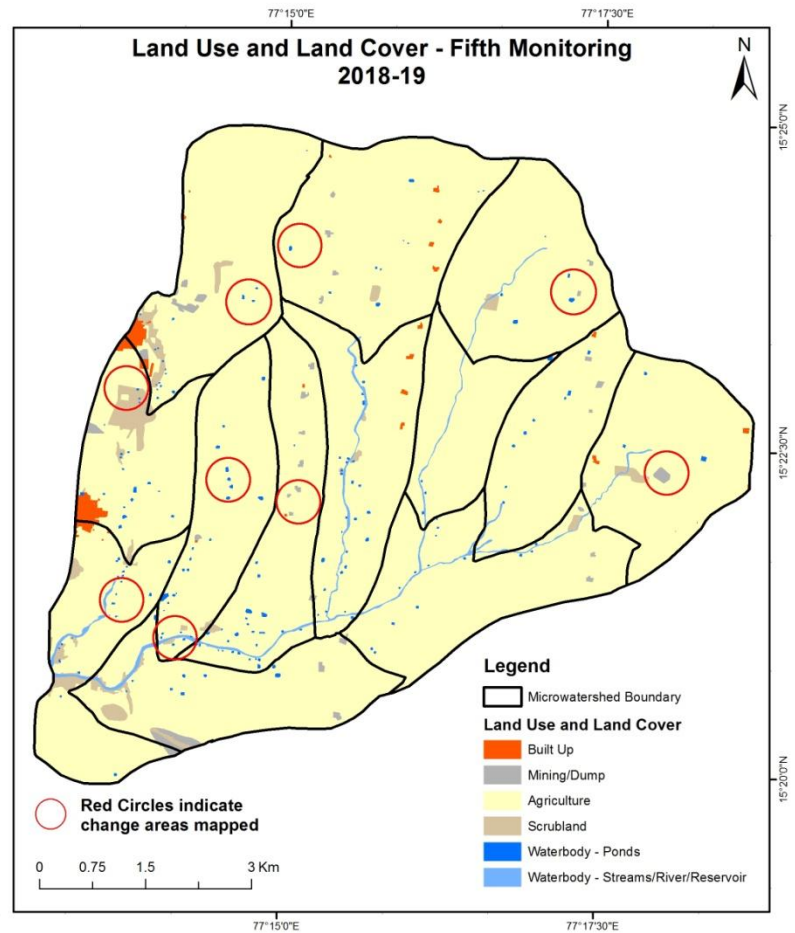 77°15'0"E
77°17'30"E
Land Use and Land Cover - Fifth Monitoring
2018-19
N
15°25'0"N
15°22'30"N
15°20'0"N
Legend
Microwatershed Boundary
Land Use and Land Cover
Built Up
Mining/Dump
Agriculture
Scrubland
Waterbody - Ponds
Waterbody - Streams/River/Reservoir
Red Circles indicate
change areas mapped
0 0.75 1.5 3 Km
77°15'0"E
77°17'30"E